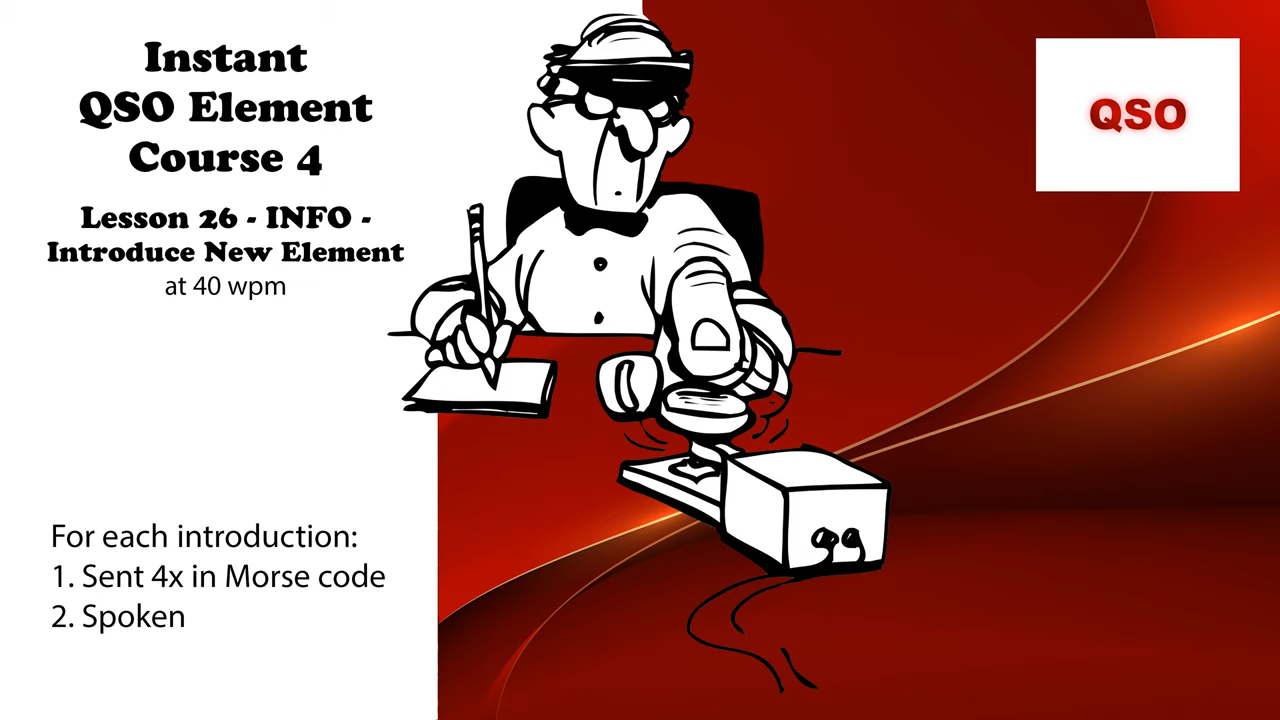 Instant
QSO Element
Course 4
Lesson 26 - INFO -
Introduce New Element
at 40 wpm
QSO
For each introduction:
1. Sent 4x in Morse code
2. Spoken